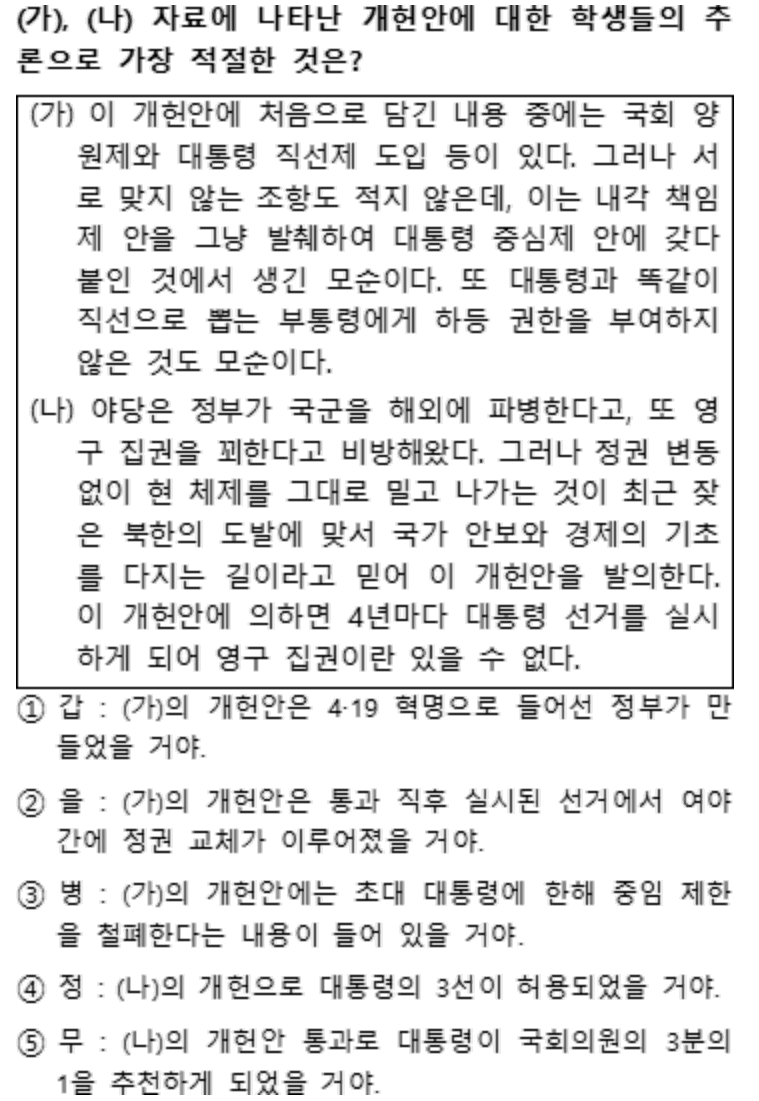 (가), (나) 자료에 나타난 개헌안에 대한 학생들의 추
론으로 가장 적절한 것은?
(가) 이 개헌안에 처음으로 담긴 내용 중에는 국회 양
원제와 대통령 직선제 도입 등이 있다. 그러나 서
로 맞지 않는 조항도 적지 않은데, 이는 내각 책임
제 안을 그냥 발췌하여 대통령 중심제 안에 갖다
붙인 것에서 생긴 모순이다. 또 대통령과 똑같이
직선으로 뽑는 부통령에게 하등 권한을 부여하지
않은 것도 모순이다.
(나) 야당은 정부가 국군을 해외에 파병한다고, 또 영
구 집권을 꾀한다고 비방해왔다. 그러나 정권 변동
없이 현 체제를 그대로 밀고 나가는 것이 최근 잦
은 북한의 도발에 맞서 국가 안보와 경제의 기초
를 다지는 길이라고 믿어 이 개헌안을 발의한다.
이 개헌안에 의하면 4년마다 대통령 선거를 실시
하게 되어 영구 집권이란 있을 수 없다.
① 갑 : (가)의 개헌안은 4·19 혁명으로 들어선 정부가 만
들었을 거야.
② 을 : (가)의 개헌안은 통과 직후 실시된 선거에서 여야
간에 정권 교체가 이루어졌을 거야.
③ 병 : (가)의 개헌안에는 초대 대통령에 한해 중임 제한
을 철폐한다는 내용이 들어 있을 거야.
④ 정 : (나)의 개헌으로 대통령의 3선이 허용되었을 거야.
⑤ 무 : (나)의 개헌안 통과로 대통령이 국회의원의 3분의
1을 추천하게 되었을 거야.